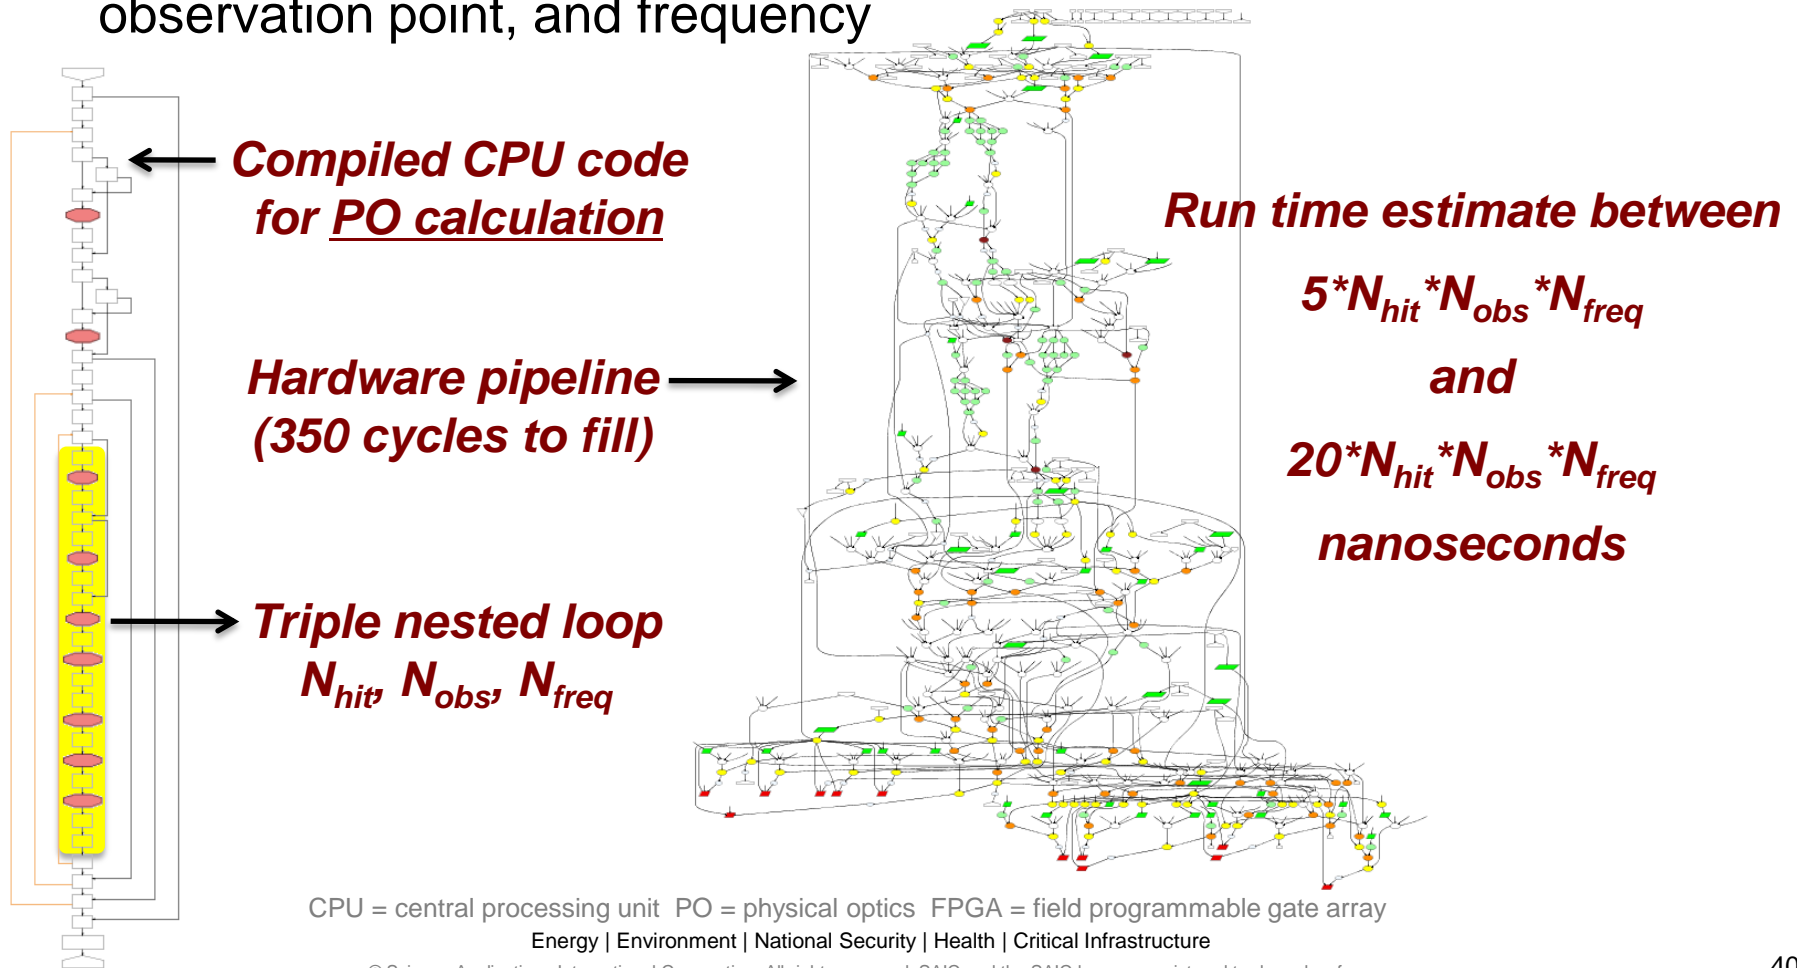 observation point, and frequency
Compiled CPU code
for PO calculation
Hardware pipeline
(350 cycles to fill)
Triple nested loop
Nhit, Nobs, Nfreq
Run time estimate between
5*Nhit*Nobs*Nfreq
and
20*Nhit*Nobs*Nfreq
nanoseconds
CPU = central processing unit PO = physical optics FPGA = field programmable gate array
Energy | Environment | National Security | Health | Critical Infrastructure